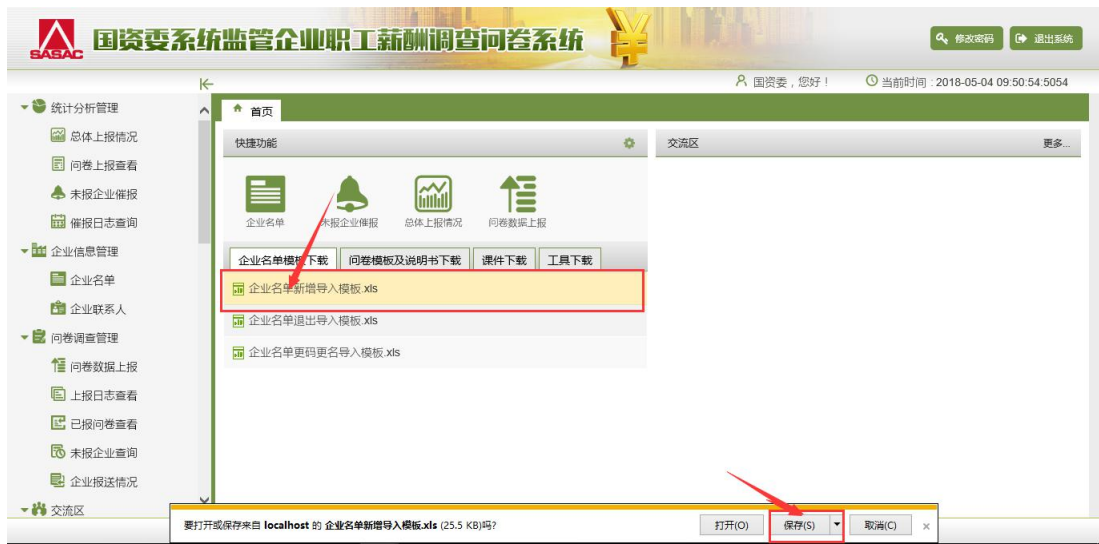 SASAC 国资委系统监管企业职工薪酬调查问卷系统
修改密码 退出系统
国资委，您好！ 当前时间：2018-05-04 09:50:54:5054
统计分析管理
总体上报情况
问卷上报查看
未报企业催报
催报日志查询
企业信息管理
企业名单
企业联系人
问卷调查管理
问卷数据上报
上报日志查看
已报问卷查看
未报企业查询
企业报送情况
交流区
首页
快捷功能
企业名单 未报企业催报 总体上报情况 问卷数据上报
企业名单模板下载 问卷模板及说明书下载 课件下载 工具下载
企业名单新增导入模板.xls
企业名单退出导入模板.xls
企业名单更码更名导入模板.xls
交流区 更多...
要打开或保存来自 localhost 的 企业名单新增导入模板.xls (25.5 KB)吗?
打开(O) 保存(S) 取消(C) ×